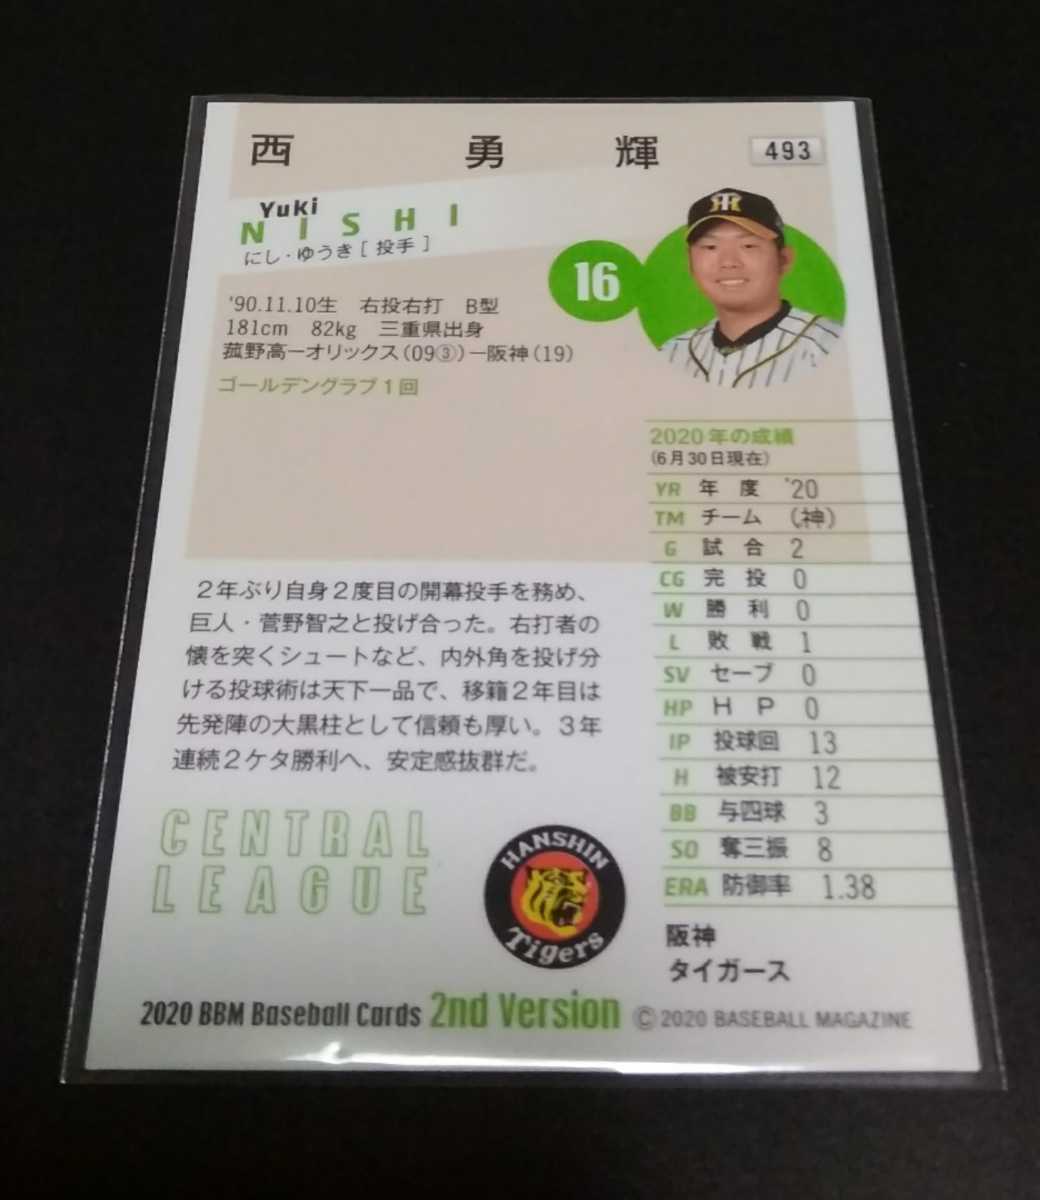 西 勇 輝 493
Yuki
NISHI
にし・ゆうき[投手]
16
'90.11.10生 右投右打 B型
181cm 82kg 三重県出身
菰野高ーオリックス(09③)ー阪神(19)
ゴールデングラブ1回
2020年の成績
(6月30日現在)
YR 年度 '20
TM チーム (神)
G 試合 2
CG 完投 0
W 勝利 0
L 敗戦 1
SV セーブ 0
HP HP 0
IP 投球回 13
H 被安打 12
BB 与四球 3
SO 奪三振 8
ERA 防御率 1.38
2年ぶり自身2度目の開幕投手を務め、
巨人・菅野智之と投げ合った。右打者の
懐を突くシュートなど、内外角を投げ分
ける投球術は天下一品で、移籍2年目は
先発陣の大黒柱として信頼も厚い。3年
連続2ケタ勝利へ、安定感抜群だ。
CENTRAL
LEAGUE
HANSHIN
Tigers
阪神
タイガース
2020 BBM Baseball Cards 2nd Version © 2020 BASEBALL MAGAZINE